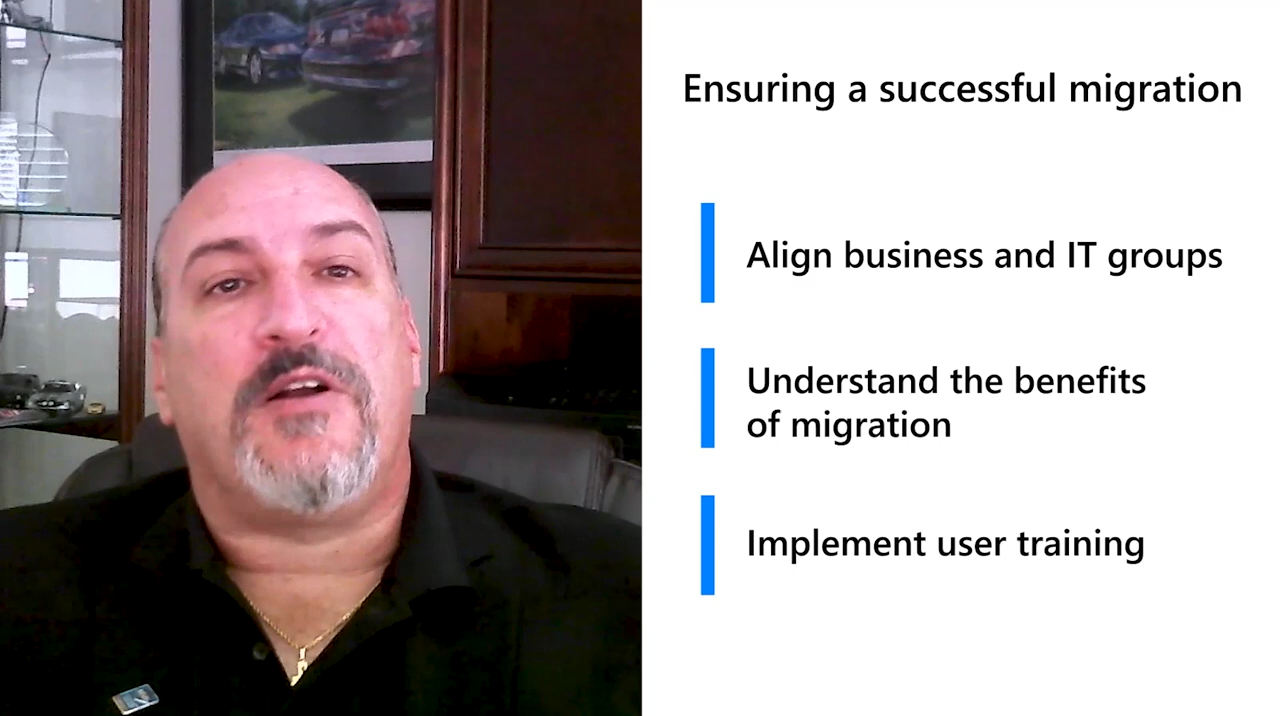 Ensuring a successful migration
Align business and IT groups
Understand the benefits
of migration
Implement user training